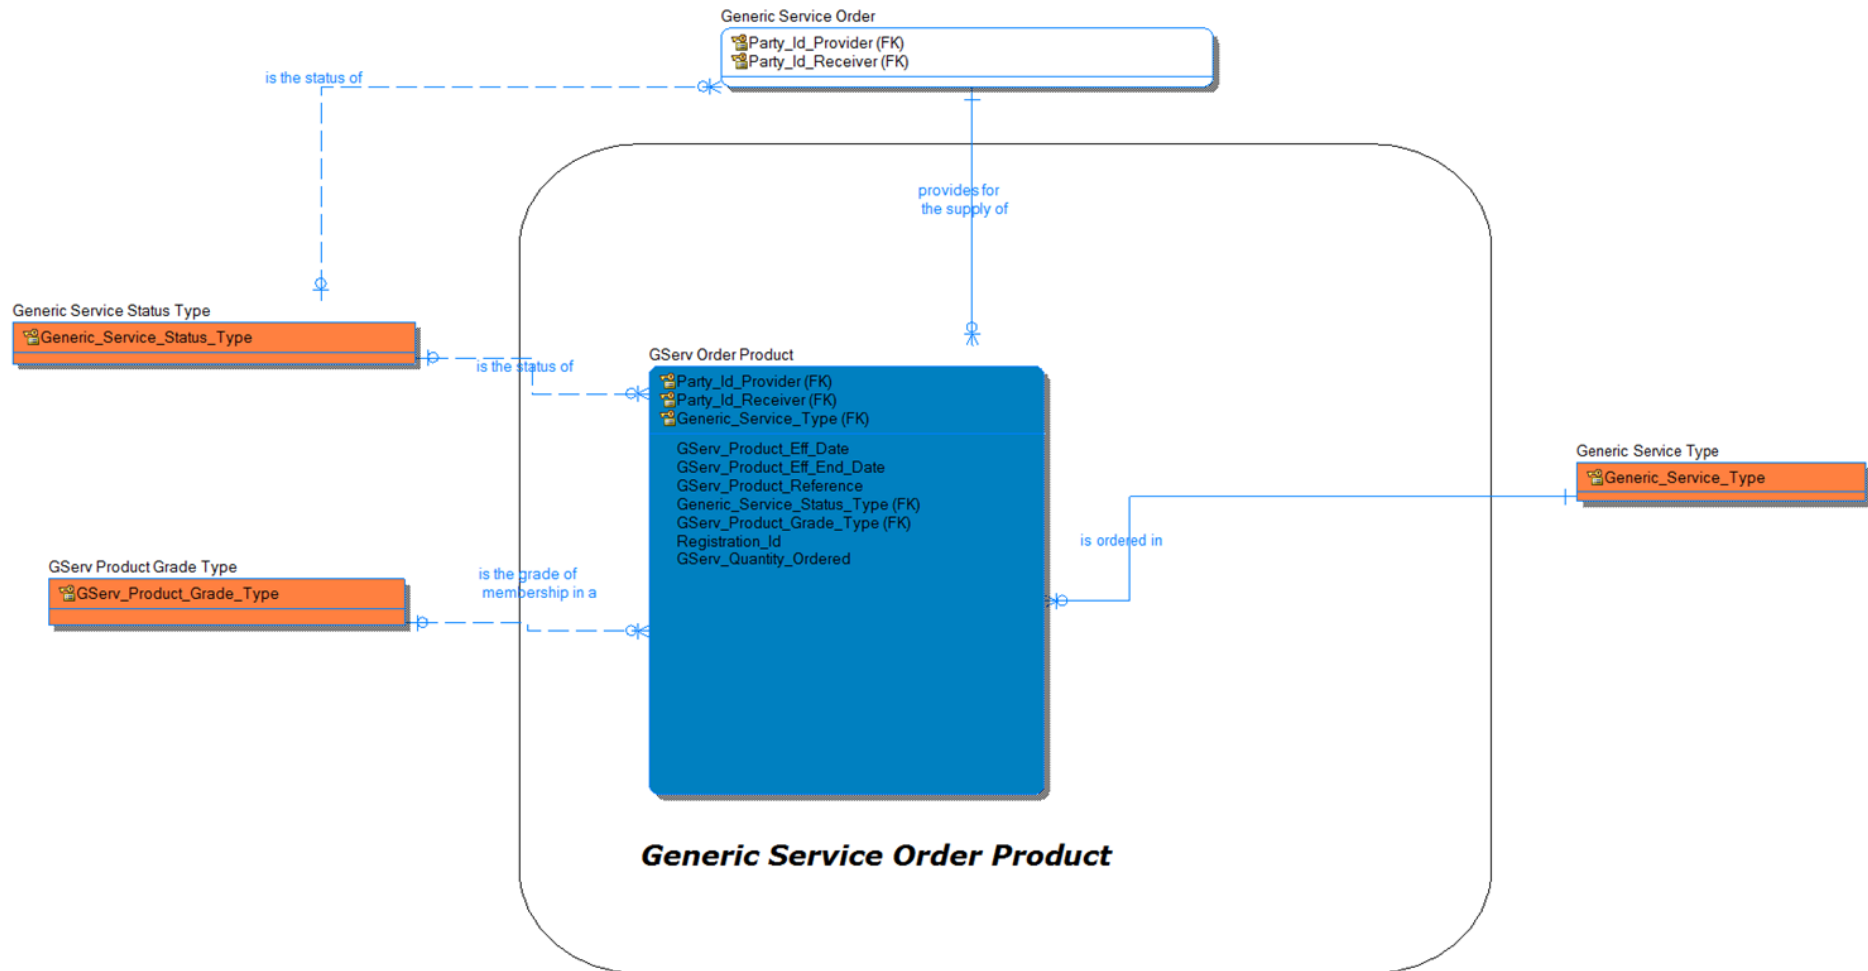 Generic Service Order
Party_Id_Provider (FK)
Party_Id_Receiver (FK)
is the status of
provides for
the supply of
Generic Service Status Type
Generic_Service_Status_Type
is the status of
GServ Order Product
Party_Id_Provider (FK)
Party_Id_Receiver (FK)
Generic_Service_Type (FK)
GServ_Product_Eff_Date
GServ_Product_Eff_End_Date
GServ_Product_Reference
Generic_Service_Status_Type (FK)
GServ_Product_Grade_Type (FK)
Registration_Id
GServ_Quantity_Ordered
Generic Service Type
Generic_Service_Type
is ordered in
GServ Product Grade Type
GServ_Product_Grade_Type
is the grade of
membership in a
Generic Service Order Product